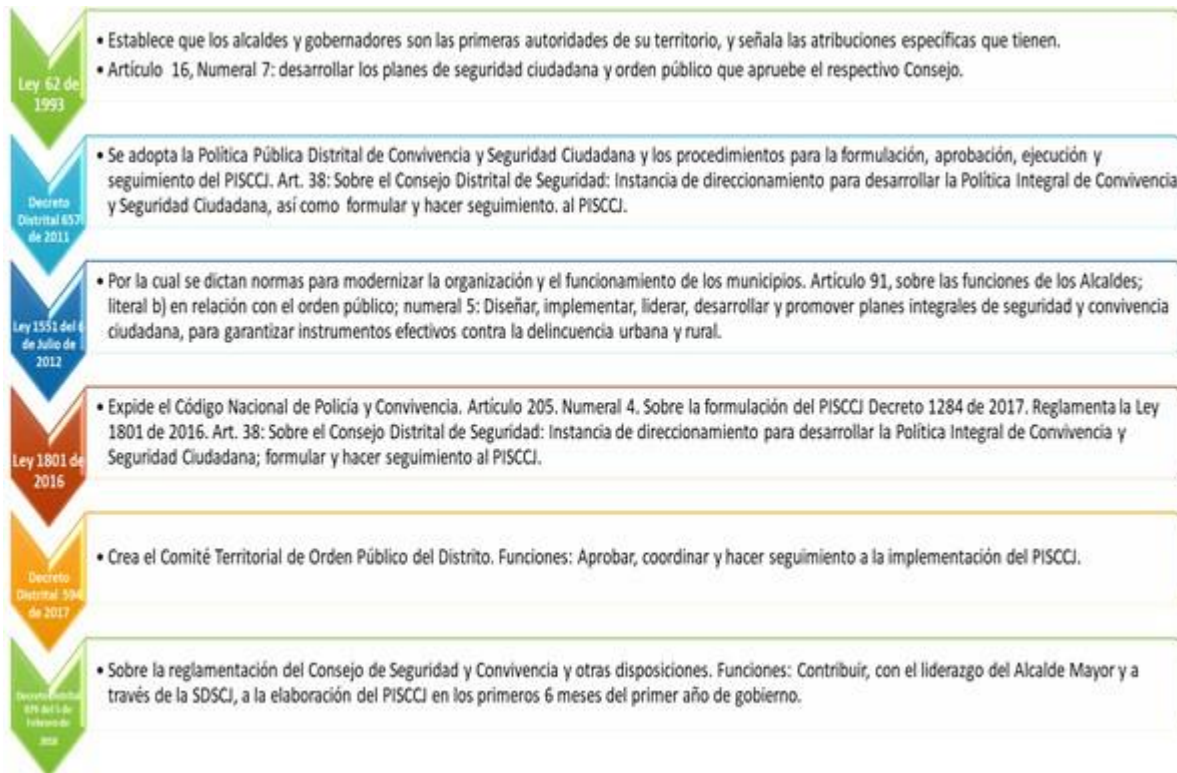 Ley 62 de
1993
• Establece que los alcaldes y gobernadores son las primeras autoridades de su territorio, y señala las atribuciones específicas que tienen.
• Artículo 16, Numeral 7: desarrollar los planes de seguridad ciudadana y orden público que apruebe el respectivo Consejo.
Decreto
Distrital 657
de 2011
• Se adopta la Política Pública Distrital de Convivencia y Seguridad Ciudadana y los procedimientos para la formulación, aprobación, ejecución y
seguimiento del PISCCJ. Art. 38: Sobre el Consejo Distrital de Seguridad: Instancia de direccionamiento para desarrollar la Política Integral de Convivencia
y Seguridad Ciudadana, así como formular y hacer seguimiento. al PISCCJ.
Ley 1551 del 6
de Julio de
2012
• Por la cual se dictan normas para modernizar la organización y el funcionamiento de los municipios. Artículo 91, sobre las funciones de los Alcaldes;
literal b) en relación con el orden público; numeral 5: Diseñar, implementar, liderar, desarrollar y promover planes integrales de seguridad y convivencia
ciudadana, para garantizar instrumentos efectivos contra la delincuencia urbana y rural.
Ley 1801 de
2016
• Expide el Código Nacional de Policía y Convivencia. Artículo 205. Numeral 4. Sobre la formulación del PISCCJ Decreto 1284 de 2017. Reglamenta la Ley
1801 de 2016. Art. 38: Sobre el Consejo Distrital de Seguridad: Instancia de direccionamiento para desarrollar la Política Integral de Convivencia y
Seguridad Ciudadana; formular y hacer seguimiento al PISCCJ.
Decreto
Distrital 594
de 2017
• Crea el Comité Territorial de Orden Público del Distrito. Funciones: Aprobar, coordinar y hacer seguimiento a la implementación del PISCCJ.
Decreto Distrital
del 5 de
Febrero de
2018
• Sobre la reglamentación del Consejo de Seguridad y Convivencia y otras disposiciones. Funciones: Contribuir, con el liderazgo del Alcalde Mayor y a
través de la SDSCJ, a la elaboración del PISCCJ en los primeros 6 meses del primer año de gobierno.